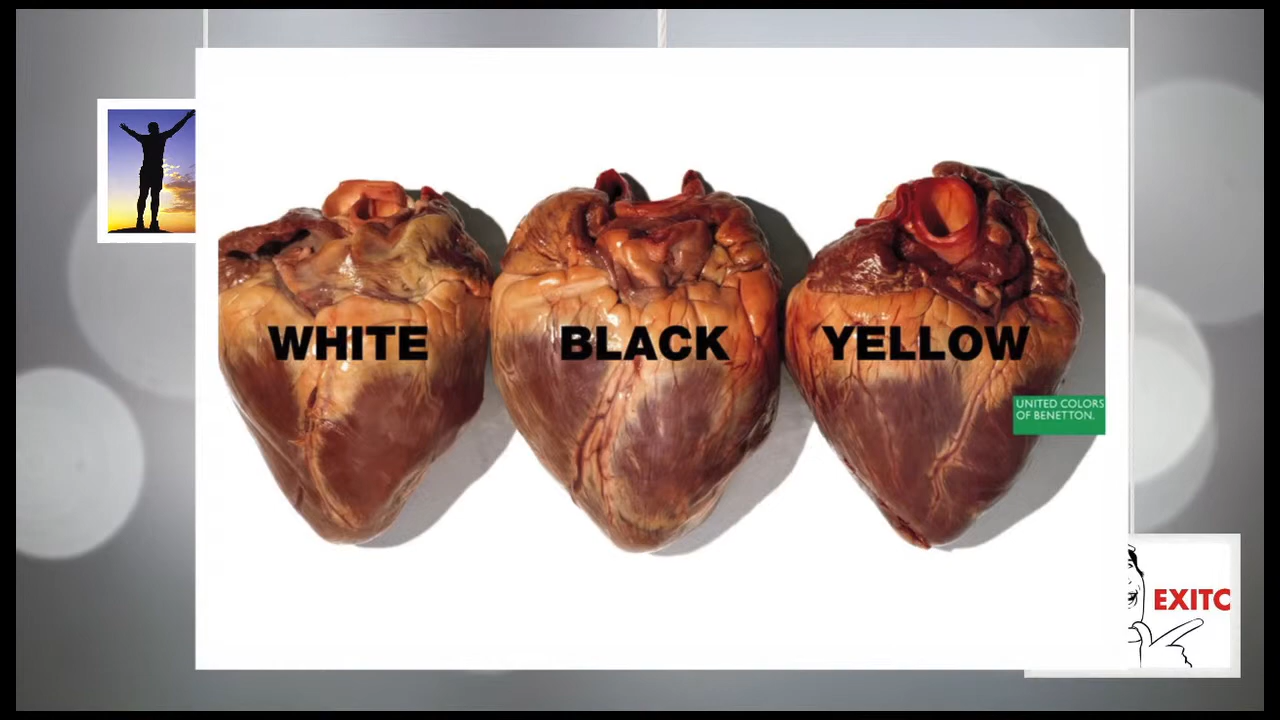 WHITE
BLACK
YELLOW
UNITED COLORS
OF BENETTON.
EXITC